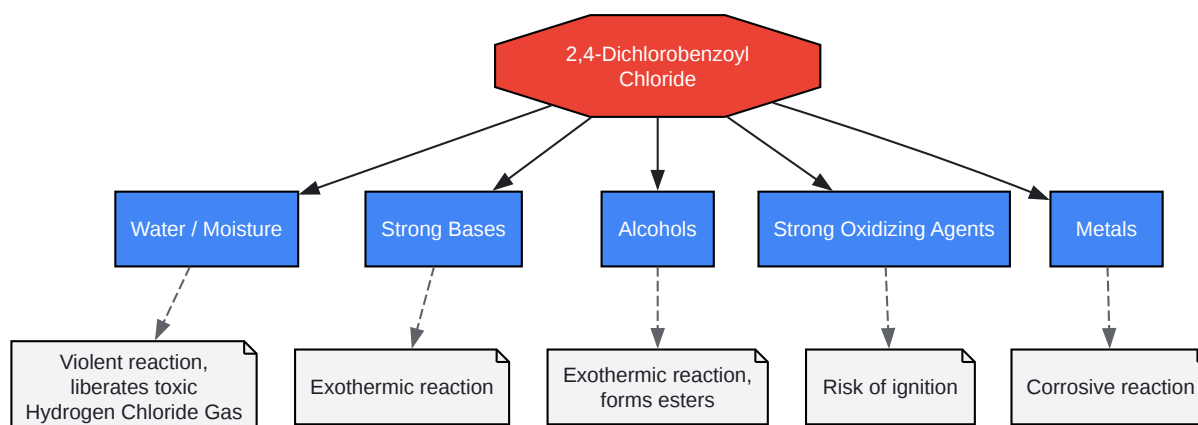 2,4-Dichlorobenzoyl
Chloride
Water / Moisture
Strong Bases
Alcohols
Strong Oxidizing Agents
Metals
Violent reaction,
liberates toxic
Hydrogen Chloride Gas
Exothermic reaction
Exothermic reaction,
forms esters
Risk of ignition
Corrosive reaction